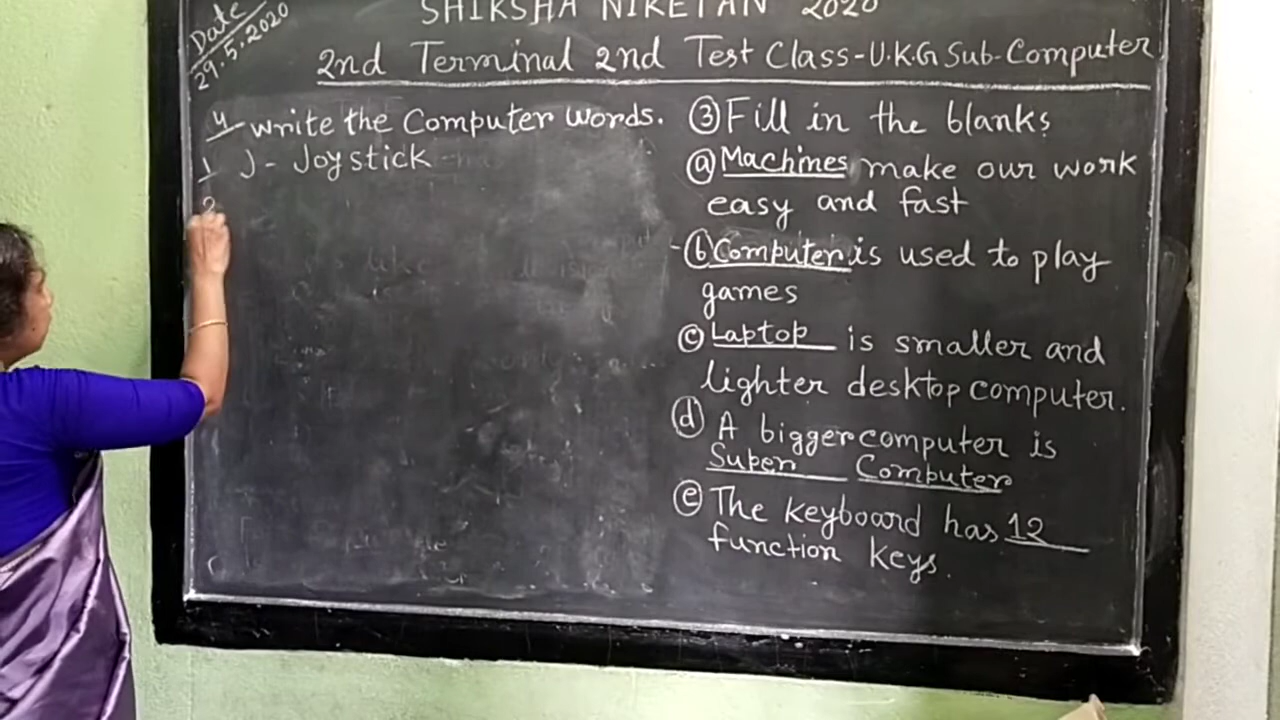 Date
29.5.2020
SHIKSHA NIKETAN 2020
2nd Terminal 2nd Test Class-U.K.G Sub-Computer
4 - Write the Computer words.
1 J - Joystick
2
③ Fill in the blanks
ⓐ Machines make our work
easy and fast
- ⓑ Computer is used to play
games
ⓒ Laptop is smaller and
lighter desktop computer.
ⓓ A bigger computer is
Super Computer
ⓔ The keyboard has 12
function keys.